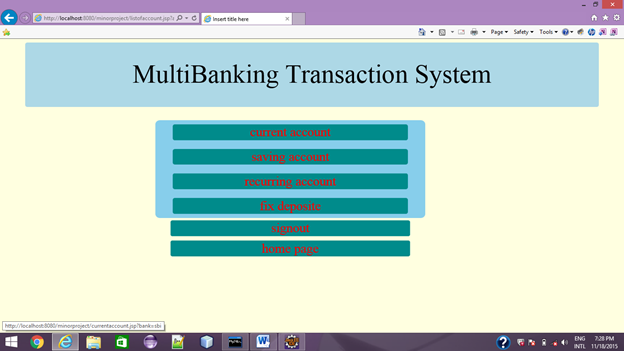 http://localhost:8080/minorproject/listofaccount.jsp?
Insert title here
Page
Safety
Tools
MultiBanking Transaction System
current account
saving account
recurring account
fix deposite
signout
home page
http://localhost:8080/minorproject/currentaccount.jsp?bank=sbi
ENG
INTL
7:28 PM
11/18/2015